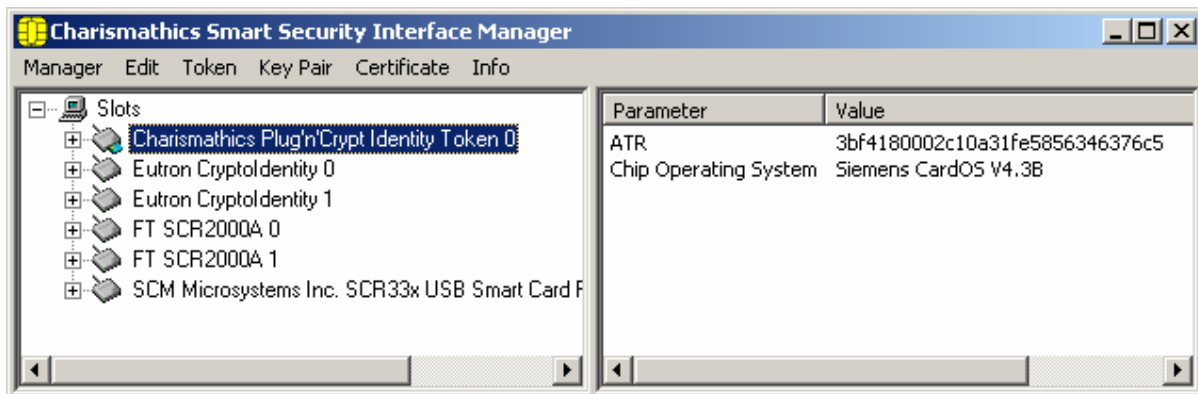 Charismathics Smart Security Interface Manager
Manager Edit Token Key Pair Certificate Info
Slots
Charismathics Plug'n'Crypt Identity Token 0
Eutron CryptoIdentity 0
Eutron CryptoIdentity 1
FT SCR2000A 0
FT SCR2000A 1
SCM Microsystems Inc. SCR33x USB Smart Card
Parameter Value
ATR 3bf4180002c10a31fe5856346376c5
Chip Operating System Siemens CardOS V4.3B